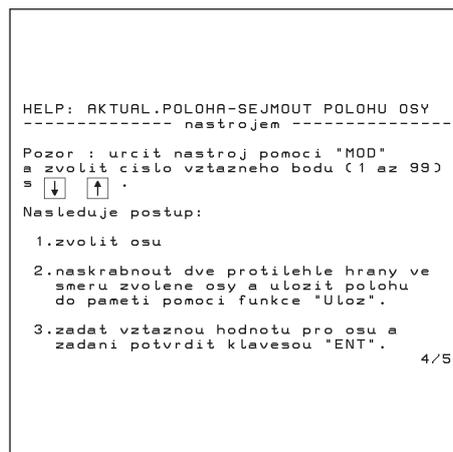 HELP: AKTUAL.POLOHA-SEJMOUT POLOHU OSY
-------------- nastrojem ---------------
Pozor : urcit nastroj pomoci "MOD"
a zvolit cislo vztazneho bodu (1 az 99)
s ↓ ↑ .
Nasleduje postup:
1.zvolit osu
2.naskrabnout dve protilehle hrany ve
smeru zvolene osy a ulozit polohu
do pameti pomoci funkce "Uloz".
3.zadat vztaznou hodnotu pro osu a
zadani potvrdit klavesou "ENT".
4/5